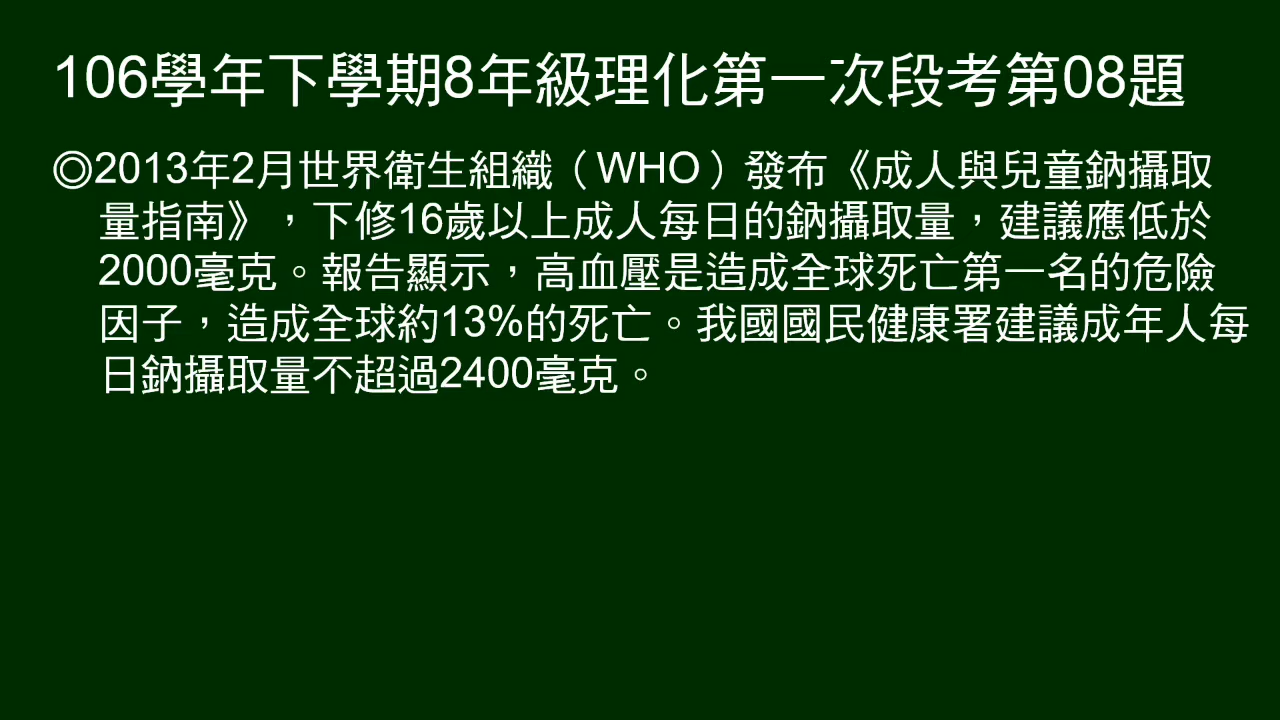 106學年下學期8年級理化第一次段考第08題
◎2013年2月世界衛生組織（WHO）發布《成人與兒童鈉攝取
量指南》，下修16歲以上成人每日的鈉攝取量，建議應低於
2000毫克。報告顯示，高血壓是造成全球死亡第一名的危險
因子，造成全球約13%的死亡。我國國民健康署建議成年人每
日鈉攝取量不超過2400毫克。